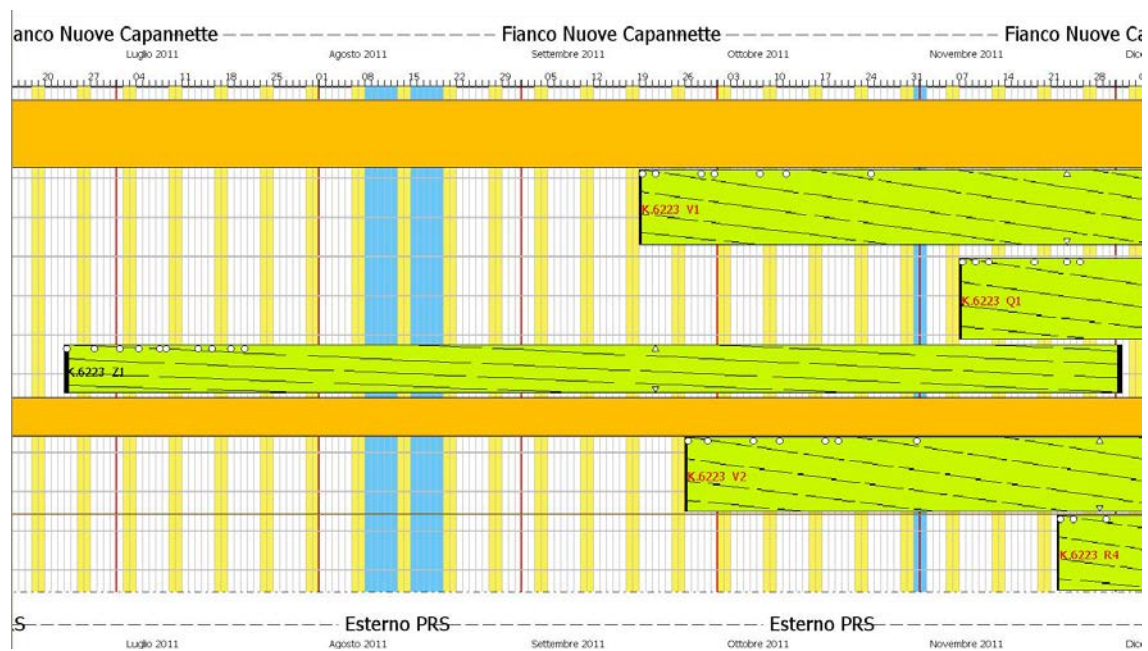 anco Nuove Capannette Fianco Nuove Capannette Fianco Nuove Ca
Luglio 2011 Agosto 2011 Settembre 2011 Ottobre 2011 Novembre 2011 Dice
20 27 04 11 18 25 01 08 15 22 29 05 12 19 26 03 10 17 24 31 07 14 21 28 0
K.6223 V1
K.6223 Q1
K.6223 Z1
K.6223 V2
K.6223 R4
S Esterno PRS Esterno PRS
Luglio 2011 Agosto 2011 Settembre 2011 Ottobre 2011 Novembre 2011 Dice